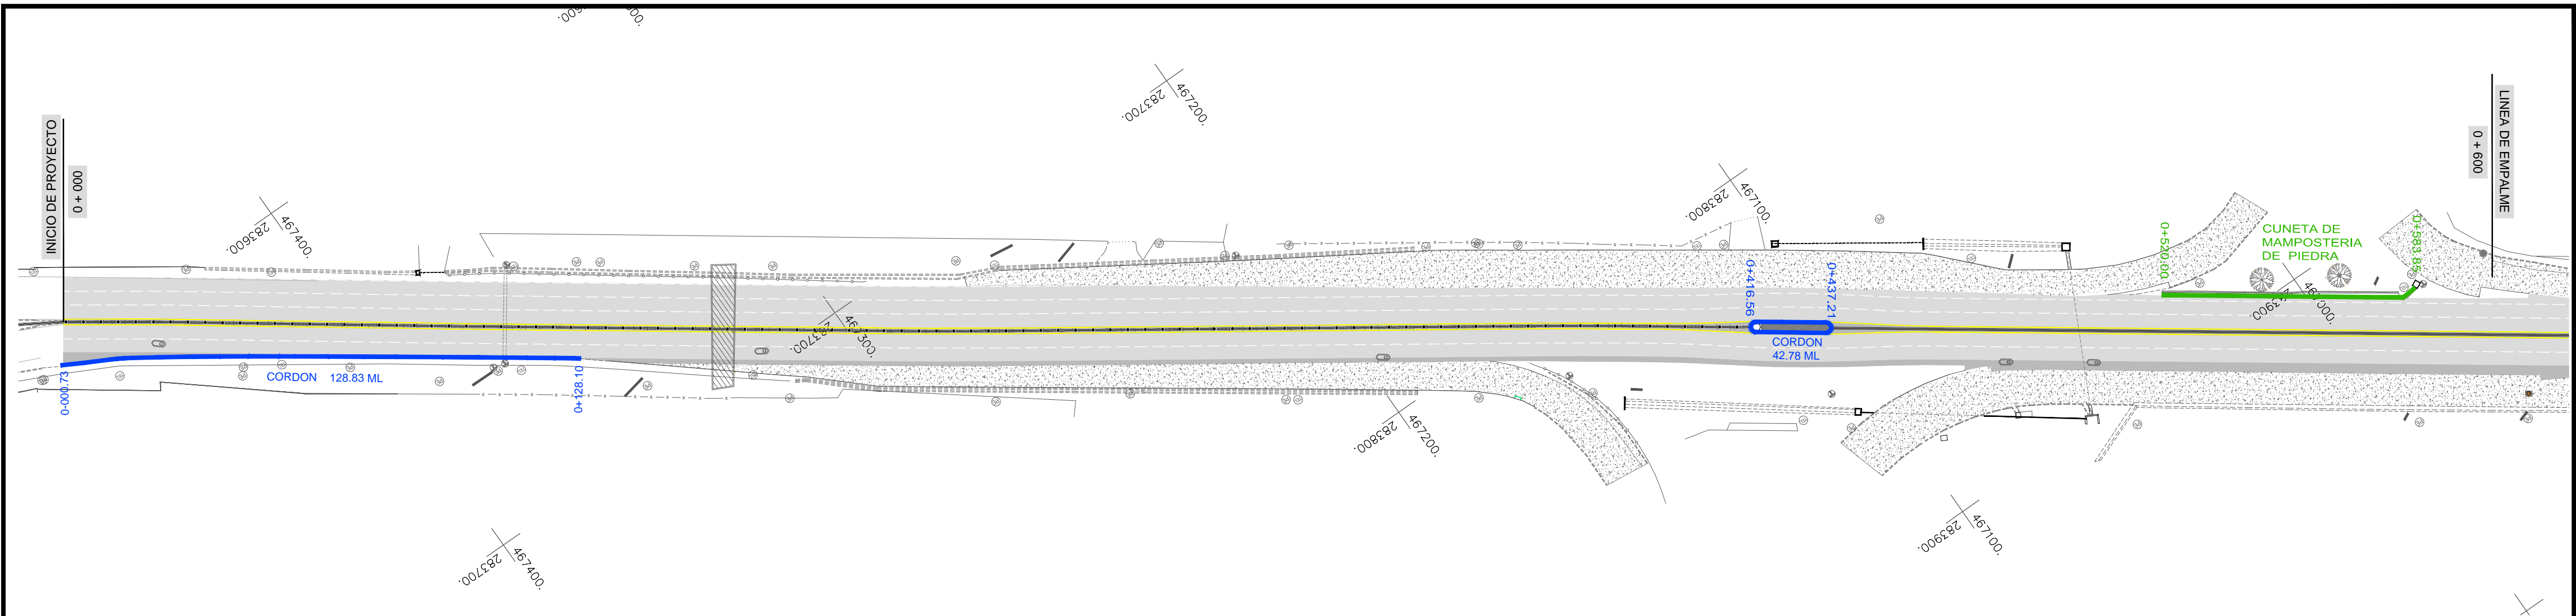 INICIO DE PROYECTO
0 + 000
283600.
467400.
283700.
467200.
283800.
467100.
0+520.00
CUNETA DE
MAMPOSTERIA
DE PIEDRA
0+583.85
0 + 600
LINEA DE EMPALME
0-000.73
CORDON 128.83 ML
0+128.10
283700.
467300.
0+416.56
0+437.21
CORDON
42.78 ML
283900.
467000.
283800.
467200.
283700.
467400.
283900.
467100.